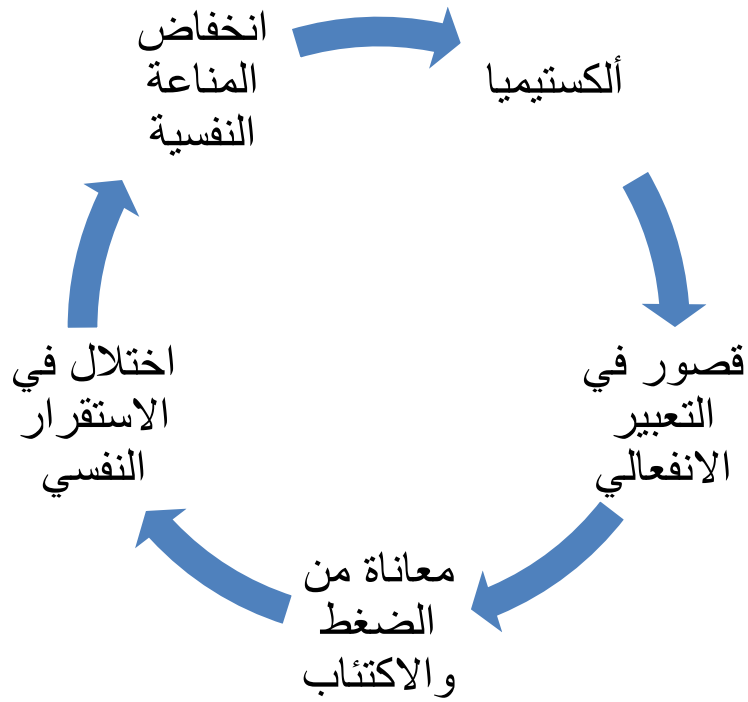 ألكستيميا
قصور في
التعبير
الانفعالي
معاناة من
الضغط
والاكتئاب
اختلال في
الاستقرار
النفسي
انخفاض
المناعة
النفسية